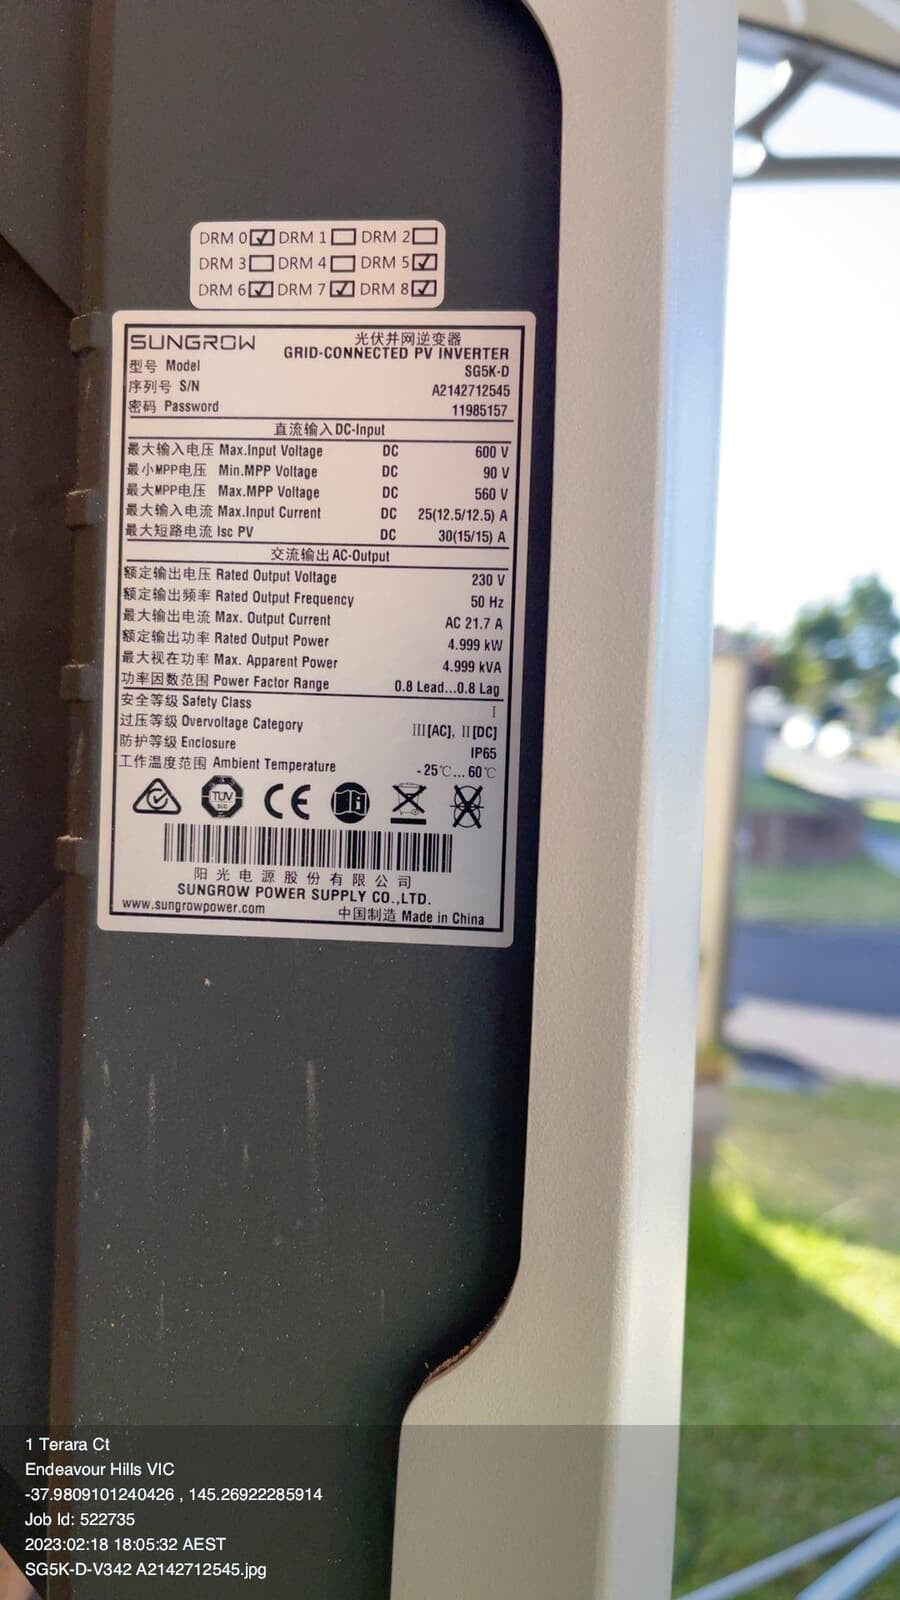 DRM 0☑ DRM 1☐ DRM 2☐
DRM 3☐ DRM 4☐ DRM 5☑
DRM 6☑ DRM 7☑ DRM 8☑
SUNGROW 光伏并网逆变器
GRID-CONNECTED PV INVERTER
型号 Model SG5K-D
序列号 S/N A2142712545
密码 Password 11985157
直流输入 DC-Input
最大输入电压 Max.Input Voltage DC 600 V
最小MPP电压 Min.MPP Voltage DC 90 V
最大MPP电压 Max.MPP Voltage DC 560 V
最大输入电流 Max.Input Current DC 25(12.5/12.5) A
最大短路电流 Isc PV DC 30(15/15) A
交流输出 AC-Output
额定输出电压 Rated Output Voltage 230 V
额定输出频率 Rated Output Frequency 50 Hz
最大输出电流 Max. Output Current AC 21.7 A
额定输出功率 Rated Output Power 4.999 kW
最大视在功率 Max. Apparent Power 4.999 kVA
功率因数范围 Power Factor Range 0.8 Lead...0.8 Lag
安全等级 Safety Class I
过压等级 Overvoltage Category III[AC], II[DC]
防护等级 Enclosure IP65
工作温度范围 Ambient Temperature -25℃...60℃
TÜV SÜD CE
阳光电源股份有限公司
SUNGROW POWER SUPPLY CO.,LTD.
www.sungrowpower.com 中国制造 Made in China
1 Terara Ct
Endeavour Hills VIC
-37.9809101240426 , 145.26922285914
Job Id: 522735
2023:02:18 18:05:32 AEST
SG5K-D-V342 A2142712545.jpg